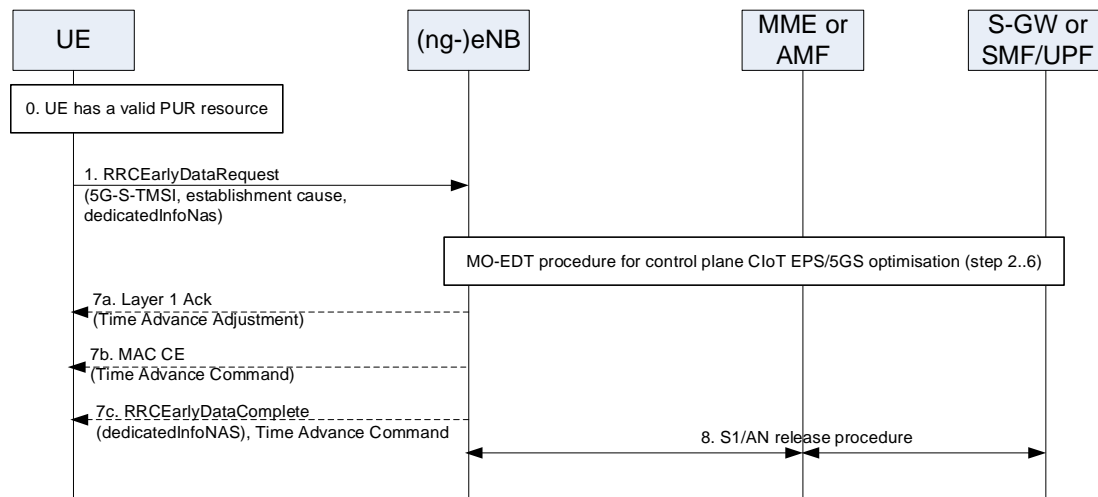 UE
(ng-)eNB
MME or
AMF
S-GW or
SMF/UPF
0. UE has a valid PUR resource
1. RRCEarlyDataRequest
(5G-S-TMSI, establishment cause,
dedicatedInfoNas)
MO-EDT procedure for control plane CIoT EPS/5GS optimisation (step 2..6)
7a. Layer 1 Ack
(Time Advance Adjustment)
7b. MAC CE
(Time Advance Command)
7c. RRCEarlyDataComplete
(dedicatedInfoNAS), Time Advance Command
8. S1/AN release procedure